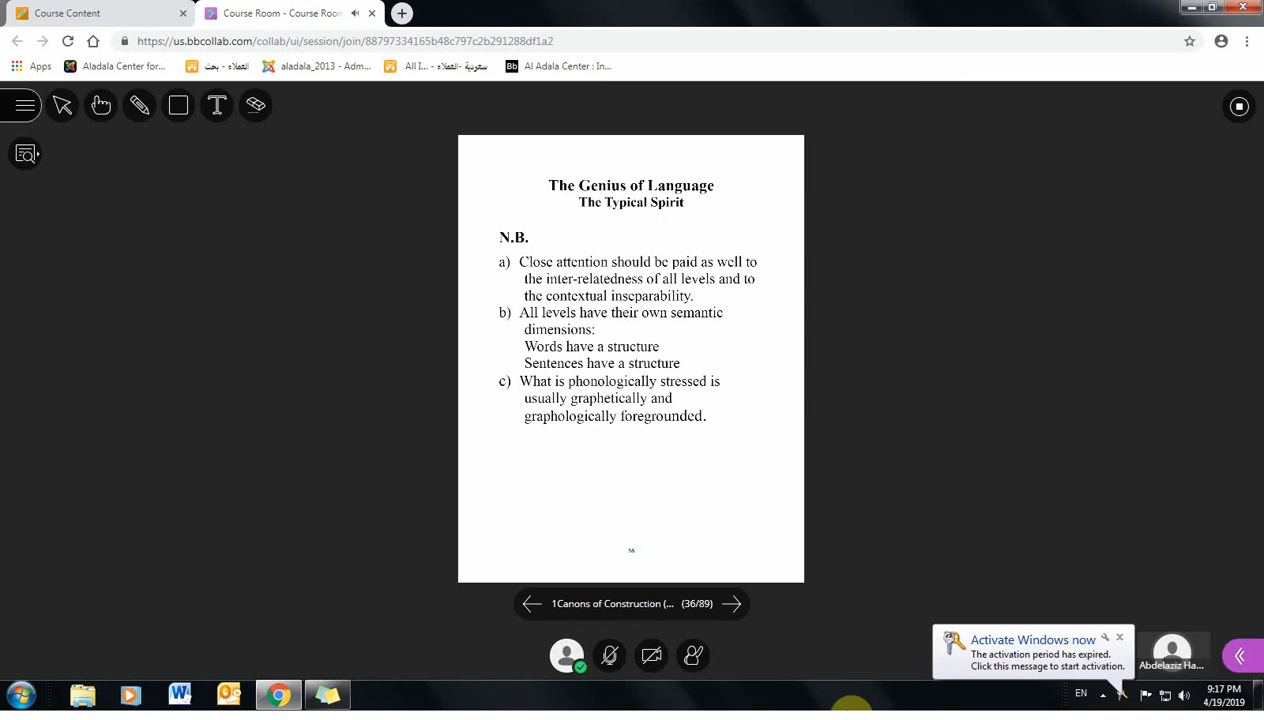 Course Content
Course Room - Course Room
https://us.bbcollab.com/collab/ui/session/join/88797334165b48c797c2b291288df1a2
Apps
Aladala Center for...
العملاء - بحث
aladala_2013 - Adm...
All I... - سعودية -العملاء
Al Adala Center : In...
Bb
The Genius of Language
The Typical Spirit
N.B.
a) Close attention should be paid as well to
the inter-relatedness of all levels and to
the contextual inseparability.
b) All levels have their own semantic
dimensions:
Words have a structure
Sentences have a structure
c) What is phonologically stressed is
usually graphetically and
graphologically foregrounded.
1Canons of Construction (... (36/89)
Activate Windows now
The activation period has expired.
Click this message to start activation.
Abdelaziz Ha...
EN
9:17 PM
4/19/2019